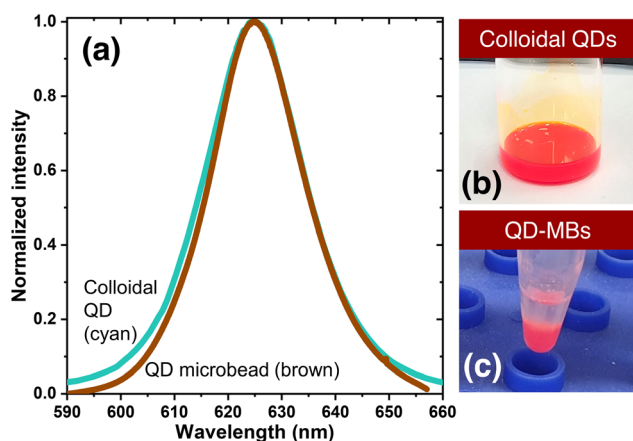 (a)
Normalized intensity
1.0
0.8
0.6
0.4
0.2
0.0
Colloidal
QD
(cyan)
QD microbead (brown)
590 600 610 620 630 640 650 660
Wavelength (nm)
Colloidal QDs
(b)
QD-MBs
(c)